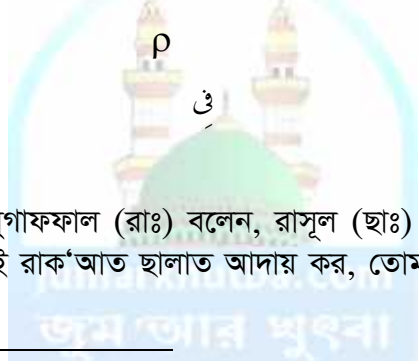 ρ
فِى
গাফফাল (রাঃ) বলেন, রাসূল (ছাঃ)
রাক‘আত ছালাত আদায় কর,
জুম'আর খুৎবা